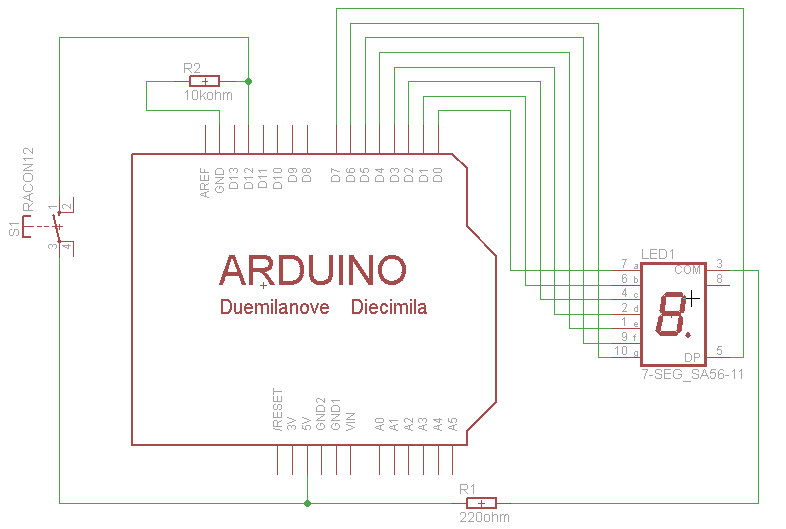 R2
10kohm
AREF
GND
D13
D12
D11
D10
D9
D8
D7
D6
D5
D4
D3
D2
D1
D0
RACON12
S1
1
2
3
4
ARDUINO
Duemilanove Diecimila
LED1
7 a
6 b
4 c
2 d
1 e
9 f
10 g
COM 3
8
DP 5
7-SEG_SA56-11
/RESET
3V
5V
GND2
GND1
VIN
A0
A1
A2
A3
A4
A5
R1
220ohm